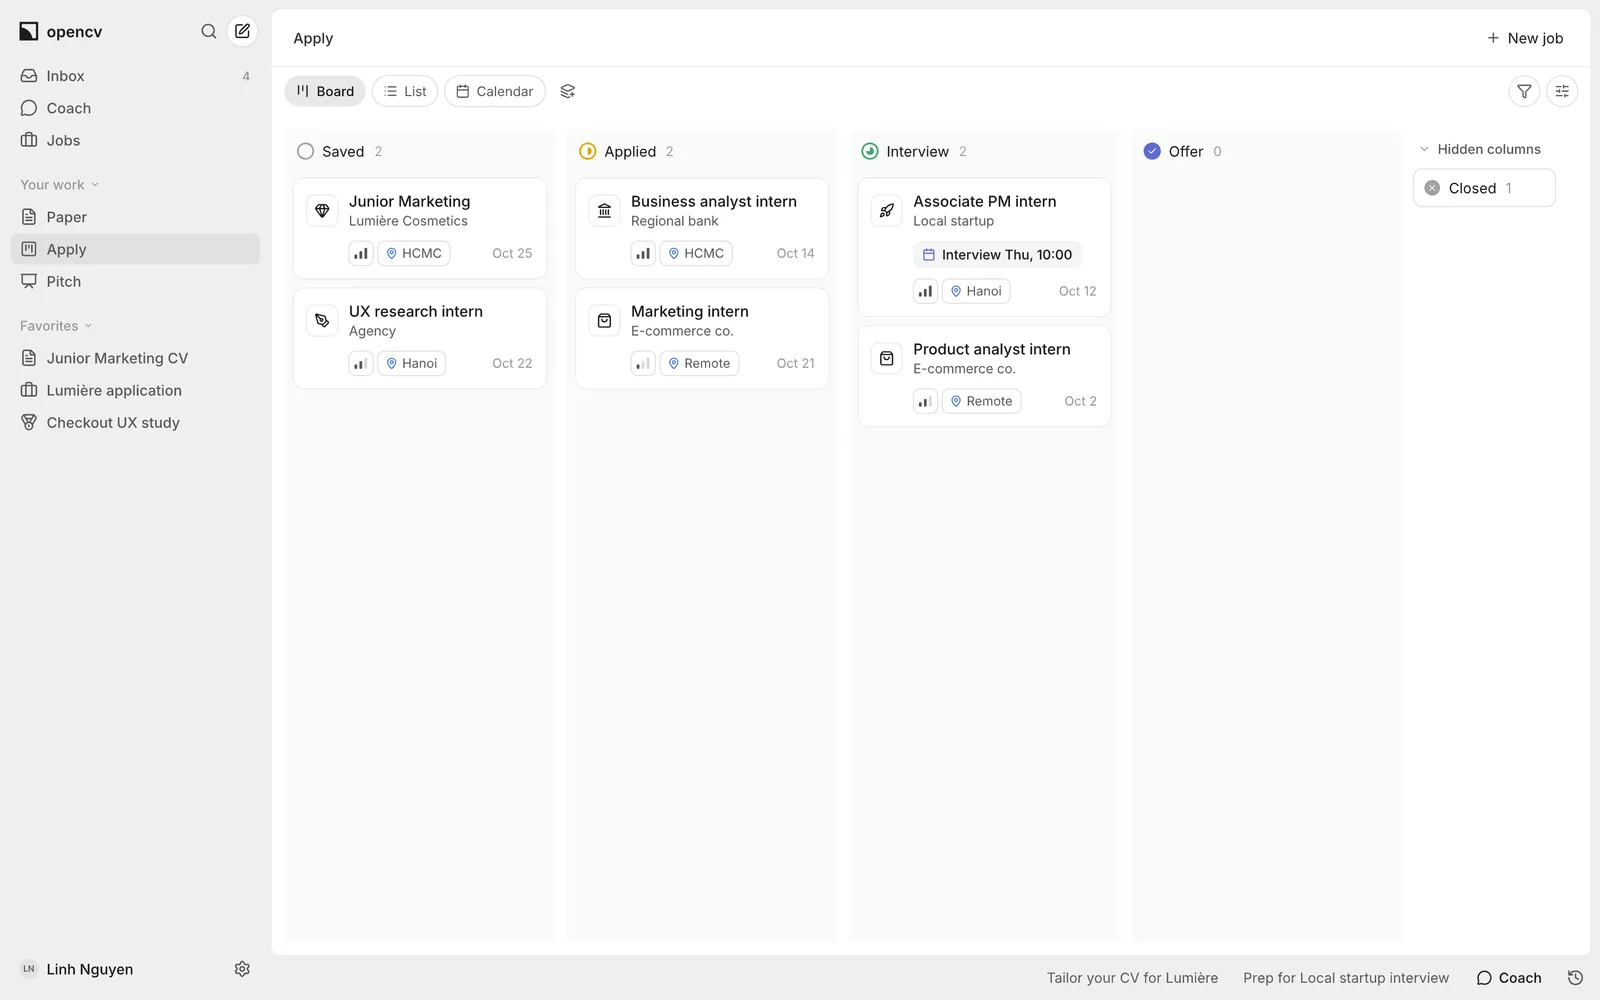 opencv
Inbox 4
Coach
Jobs
Your work
Paper
Apply
Pitch
Favorites
Junior Marketing CV
Lumière application
Checkout UX study
LN Linh Nguyen
Apply
New job
Board
List
Calendar
Saved 2
Junior Marketing
Lumière Cosmetics
HCMC Oct 25
UX research intern
Agency
Hanoi Oct 22
Applied 2
Business analyst intern
Regional bank
HCMC Oct 14
Marketing intern
E-commerce co.
Remote Oct 21
Interview 2
Associate PM intern
Local startup
Interview Thu, 10:00
Hanoi Oct 12
Product analyst intern
E-commerce co.
Remote Oct 2
Offer 0
Hidden columns
Closed 1
Tailor your CV for Lumière
Prep for Local startup interview
Coach